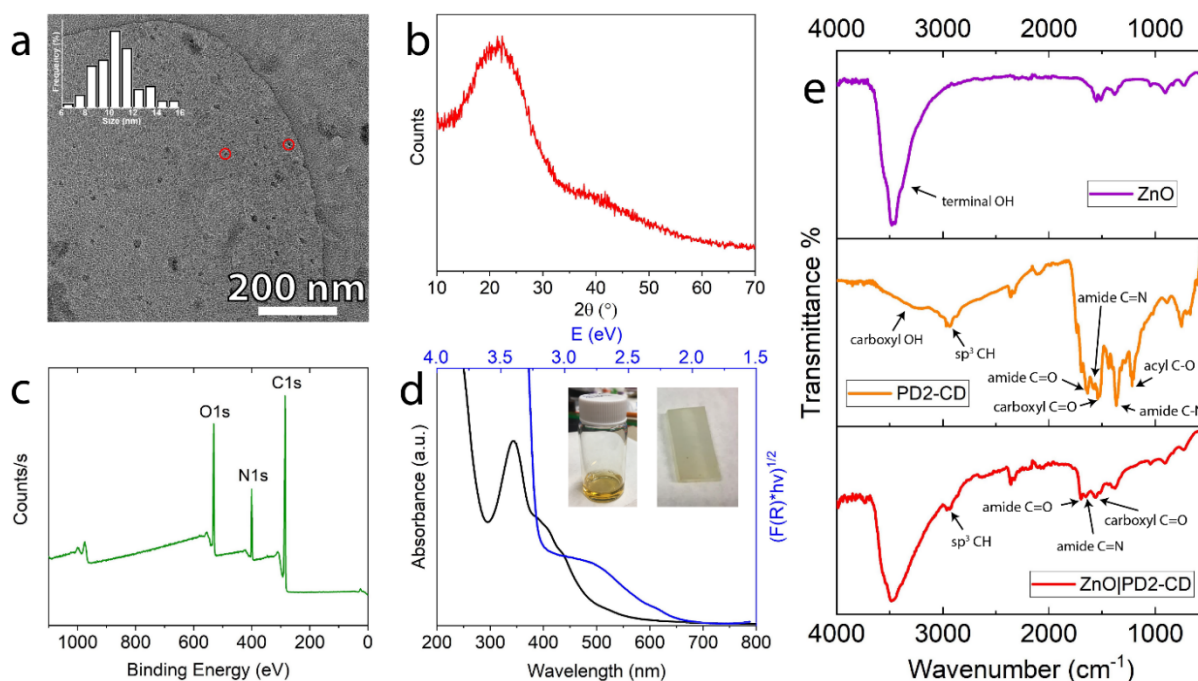 a
Frequency (%)
6 8 10 12 14 16
Size (nm)
200 nm
b
Counts
10 20 30 40 50 60 70
2θ (°)
c
Counts/s
O1s
N1s
C1s
1000 800 600 400 200 0
Binding Energy (eV)
E (eV)
4.0 3.5 3.0 2.5 2.0 1.5
d
Absorbance (a.u.)
(F(R)*hv)1/2
200 300 400 500 600 700 800
Wavelength (nm)
4000 3000 2000 1000
e
Transmittance %
terminal OH
ZnO
carboxyl OH
sp³ CH
amide C=N
amide C=O
carboxyl C=O
acyl C-O
amide C-N
PD2-CD
sp³ CH
amide C=O
amide C=N
carboxyl C=O
ZnO|PD2-CD
4000 3000 2000 1000
Wavenumber (cm⁻¹)